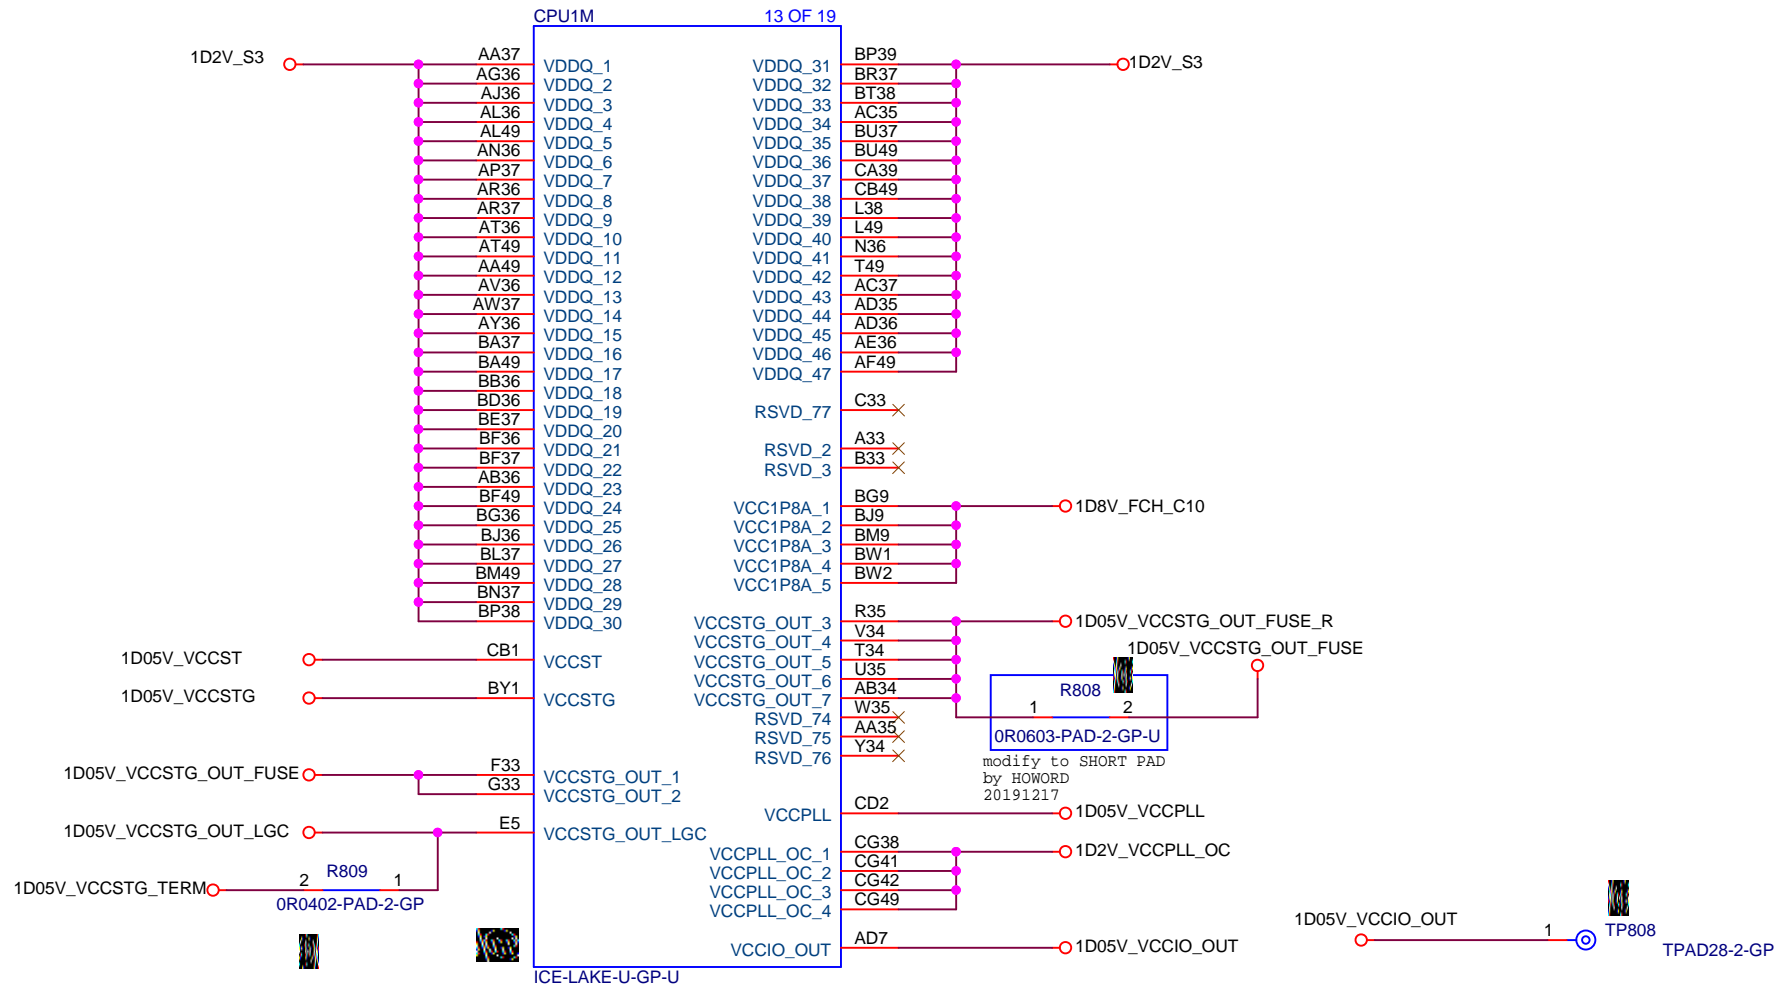 CPU1M 13 OF 19
1D2V_S3
AA37 VDDQ_1
AG36 VDDQ_2
AJ36 VDDQ_3
AL36 VDDQ_4
AL49 VDDQ_5
AN36 VDDQ_6
AP37 VDDQ_7
AR36 VDDQ_8
AR37 VDDQ_9
AT36 VDDQ_10
AT49 VDDQ_11
AA49 VDDQ_12
AV36 VDDQ_13
AW37 VDDQ_14
AY36 VDDQ_15
BA37 VDDQ_16
BA49 VDDQ_17
BB36 VDDQ_18
BD36 VDDQ_19
BE37 VDDQ_20
BF36 VDDQ_21
BF37 VDDQ_22
AB36 VDDQ_23
BF49 VDDQ_24
BG36 VDDQ_25
BJ36 VDDQ_26
BL37 VDDQ_27
BM49 VDDQ_28
BN37 VDDQ_29
BP38 VDDQ_30
1D05V_VCCST CB1 VCCST
1D05V_VCCSTG BY1 VCCSTG
1D05V_VCCSTG_OUT_FUSE F33 VCCSTG_OUT_1
G33 VCCSTG_OUT_2
1D05V_VCCSTG_OUT_LGC E5 VCCSTG_OUT_LGC
R809
1D05V_VCCSTG_TERM 2 1
0R0402-PAD-2-GP
VDDQ_31 BP39 1D2V_S3
VDDQ_32 BR37
VDDQ_33 BT38
VDDQ_34 AC35
VDDQ_35 BU37
VDDQ_36 BU49
VDDQ_37 CA39
VDDQ_38 CB49
VDDQ_39 L38
VDDQ_40 L49
VDDQ_41 N36
VDDQ_42 T49
VDDQ_43 AC37
VDDQ_44 AD35
VDDQ_45 AD36
VDDQ_46 AE36
VDDQ_47 AF49
RSVD_77 C33
RSVD_2 A33
RSVD_3 B33
VCC1P8A_1 BG9 1D8V_FCH_C10
VCC1P8A_2 BJ9
VCC1P8A_3 BM9
VCC1P8A_4 BW1
VCC1P8A_5 BW2
VCCSTG_OUT_3 R35 1D05V_VCCSTG_OUT_FUSE_R
VCCSTG_OUT_4 V34
VCCSTG_OUT_5 T34 1D05V_VCCSTG_OUT_FUSE
VCCSTG_OUT_6 U35
VCCSTG_OUT_7 AB34
RSVD_74 W35
RSVD_75 AA35
RSVD_76 Y34
R808
1 2
0R0603-PAD-2-GP-U
modify to SHORT PAD
by HOWORD
20191217
VCCPLL CD2 1D05V_VCCPLL
VCCPLL_OC_1 CG38 1D2V_VCCPLL_OC
VCCPLL_OC_2 CG41
VCCPLL_OC_3 CG42
VCCPLL_OC_4 CG49
VCCIO_OUT AD7 1D05V_VCCIO_OUT
ICE-LAKE-U-GP-U
1D05V_VCCIO_OUT 1 TP808
TPAD28-2-GP